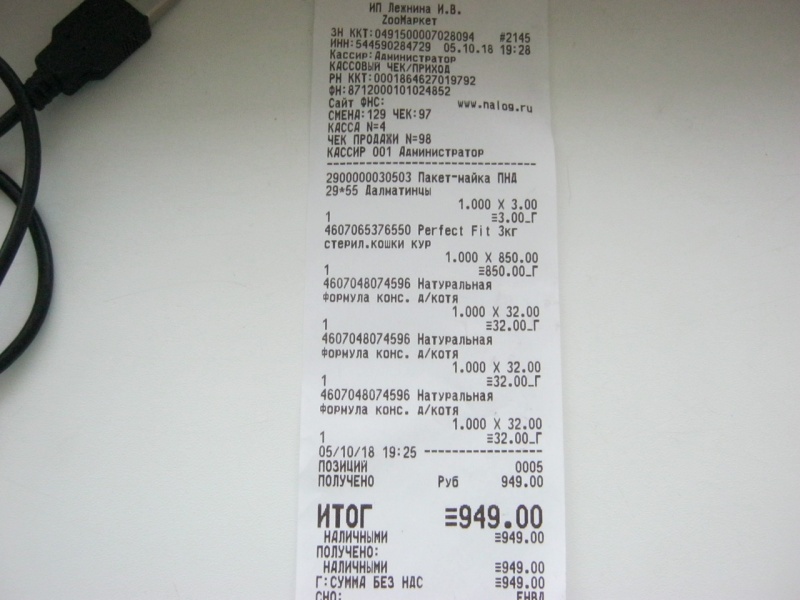 ИП Лежнина И.В.
ZooМаркет
ЗН ККТ:0491500007028094 #2145
ИНН:544590284729 05.10.18 19:28
Кассир:Администратор
КАССОВЫЙ ЧЕК/ПРИХОД
РН ККТ:0001864627019792
ФН:8712000101024852
Сайт ФНС: www.nalog.ru
СМЕНА:129 ЧЕК:97
КАССА N=4
ЧЕК ПРОДАЖИ N=98
КАССИР 001 Администратор
2900000030503 Пакет-майка ПНД
29*55 Далматинцы
1.000 X 3.00
1 ≡3.00_Г
4607065376550 Perfect Fit 3кг
стерил.кошки кур
1.000 X 850.00
1 ≡850.00_Г
4607048074596 Натуральная
формула конс. д/котя
1.000 X 32.00
1 ≡32.00_Г
4607048074596 Натуральная
формула конс. д/котя
1.000 X 32.00
1 ≡32.00_Г
4607048074596 Натуральная
формула конс. д/котя
1.000 X 32.00
1 ≡32.00_Г
05/10/18 19:25 ----------------
ПОЗИЦИЙ 0005
ПОЛУЧЕНО Руб 949.00
ИТОГ ≡949.00
НАЛИЧНЫМИ ≡949.00
ПОЛУЧЕНО:
НАЛИЧНЫМИ ≡949.00
Г:СУММА БЕЗ НДС ≡949.00
СНО: ЕНВД